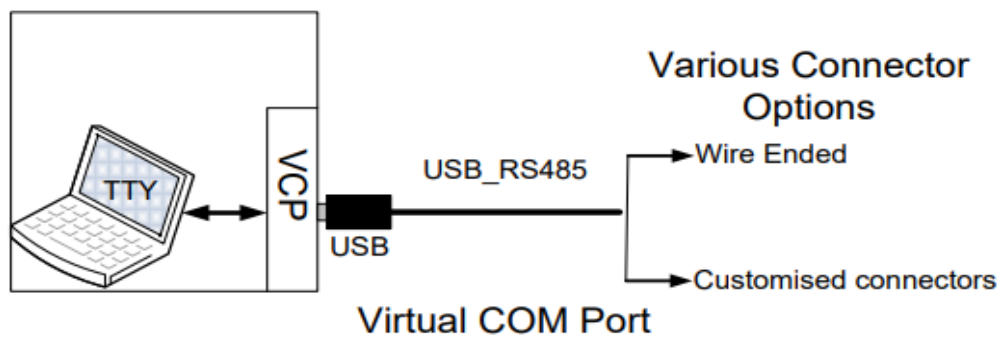 Various Connector
Options
Wire Ended
USB_RS485
TTY
VCP
USB
Customised connectors
Virtual COM Port